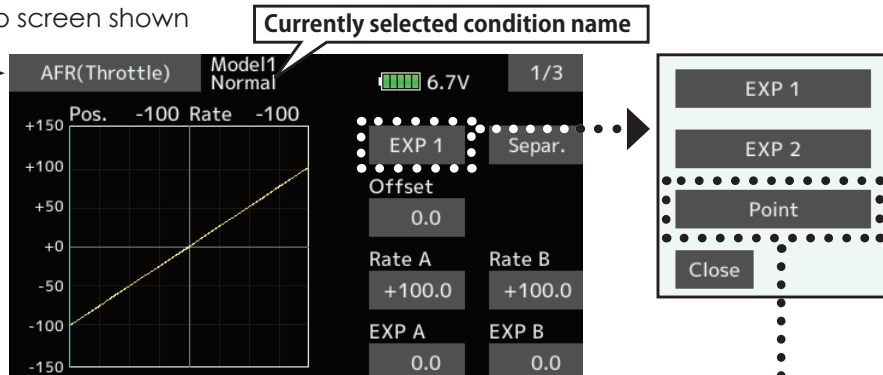 o screen shown
Currently selected condition name
AFR(Throttle)
Model1
Normal
6.7V
1/3
Pos. -100 Rate -100
+150
+100
+50
+0
-50
-100
-150
EXP 1
Separ.
Offset
0.0
Rate A
Rate B
+100.0
+100.0
EXP A
EXP B
0.0
0.0
EXP 1
EXP 2
Point
Close